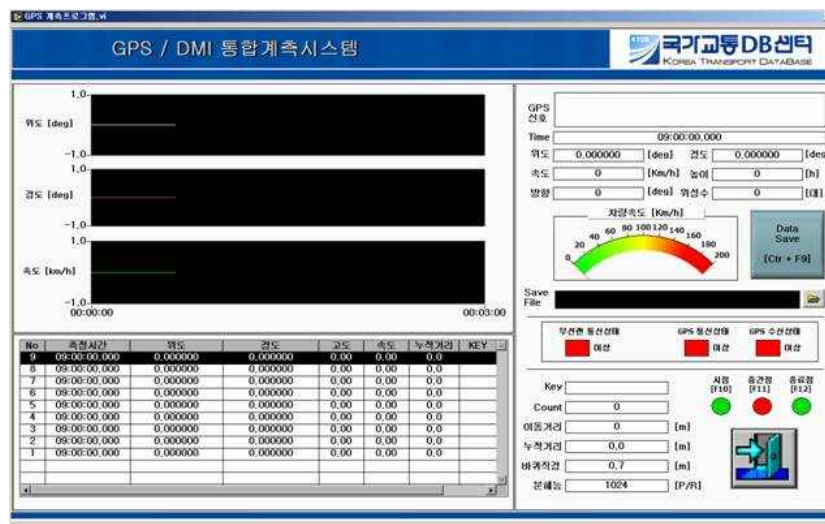 GPS 계측프로그램.vi
GPS / DMI 통합계측시스템
KTDB 국가교통DB센터
KOREA TRANSPORT DATABASE
1.0
위도 [deg]
-1.0
1.0
경도 [deg]
-1.0
1.0
속도 [km/h]
-1.0
00:00:00 00:03:00
No 측정시간 위도 경도 고도 속도 누적거리 KEY
9 09:00:00,000 0,000000 0,000000 0,00 0,00 0,0
8 09:00:00,000 0,000000 0,000000 0,00 0,00 0,0
7 09:00:00,000 0,000000 0,000000 0,00 0,00 0,0
6 09:00:00,000 0,000000 0,000000 0,00 0,00 0,0
5 09:00:00,000 0,000000 0,000000 0,00 0,00 0,0
4 09:00:00,000 0,000000 0,000000 0,00 0,00 0,0
3 09:00:00,000 0,000000 0,000000 0,00 0,00 0,0
2 09:00:00,000 0,000000 0,000000 0,00 0,00 0,0
1 09:00:00,000 0,000000 0,000000 0,00 0,00 0,0
GPS
신호
Time 09:00:00,000
위도 0,000000 [deg] 경도 0,000000 [deg
속도 0 [Km/h] 높이 0 [h]
방향 0 [deg] 위성수 0 [대]
차량속도 [Km/h]
0 20 40 60 80 100 120 140 160 180 200
Data
Save
[Ctr + F9]
Save
File
무선랜 통신상태 GPS 통신상태 GPS 수신상태
이상 이상 이상
Key
시점 중간점 종료점
[F10] [F11] [F12]
Count 0
이동거리 0 [m]
누적거리 0,0 [m]
바퀴직경 0,7 [m]
분해능 1024 [P/R]